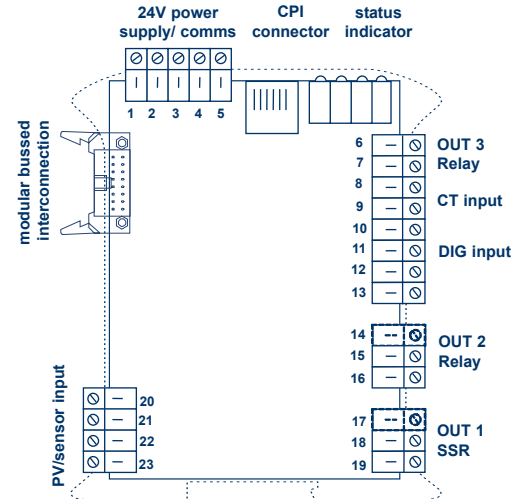 24V power
supply/ comms
CPI
connector
status
indicator
1 2 3 4 5
modular bussed
interconnection
6
7
8
9
10
11
12
13
OUT 3
Relay
CT input
DIG input
14
15
16
OUT 2
Relay
17
18
19
OUT 1
SSR
PV/sensor input
20
21
22
23